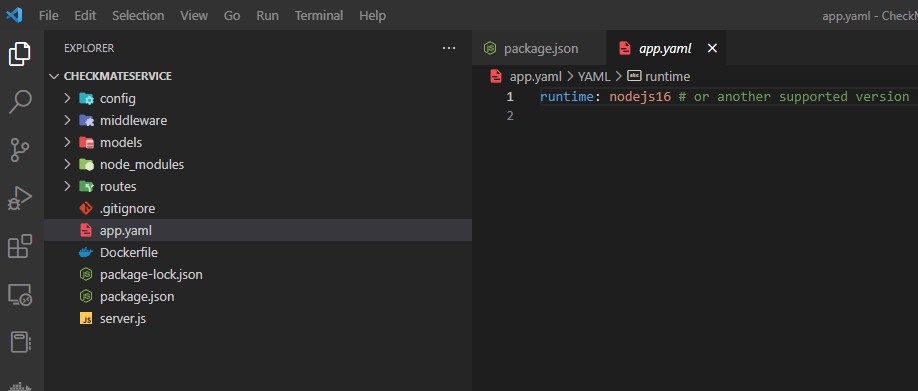 File Edit Selection View Go Run Terminal Help app.yaml - CheckM
EXPLORER
CHECKMATESERVICE
config
middleware
models
node_modules
routes
.gitignore
app.yaml
Dockerfile
package-lock.json
package.json
JS server.js
package.json app.yaml
app.yaml > YAML > abc runtime
1 runtime: nodejs16 # or another supported version
2